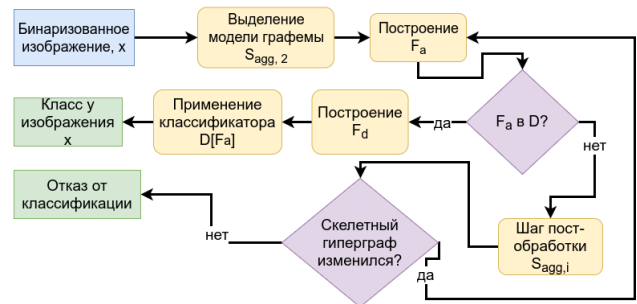 Бинаризованное
изображение, x
Выделение
модели графемы
S_agg, 2
Построение
F_a
F_a в D?
да
нет
Построение
F_d
Применение
классификатора
D[F_a]
Класс y
изображения
x
Шаг пост-
обработки
S_agg,i
Скелетный
гиперграф
изменился?
да
нет
Отказ от
классификации